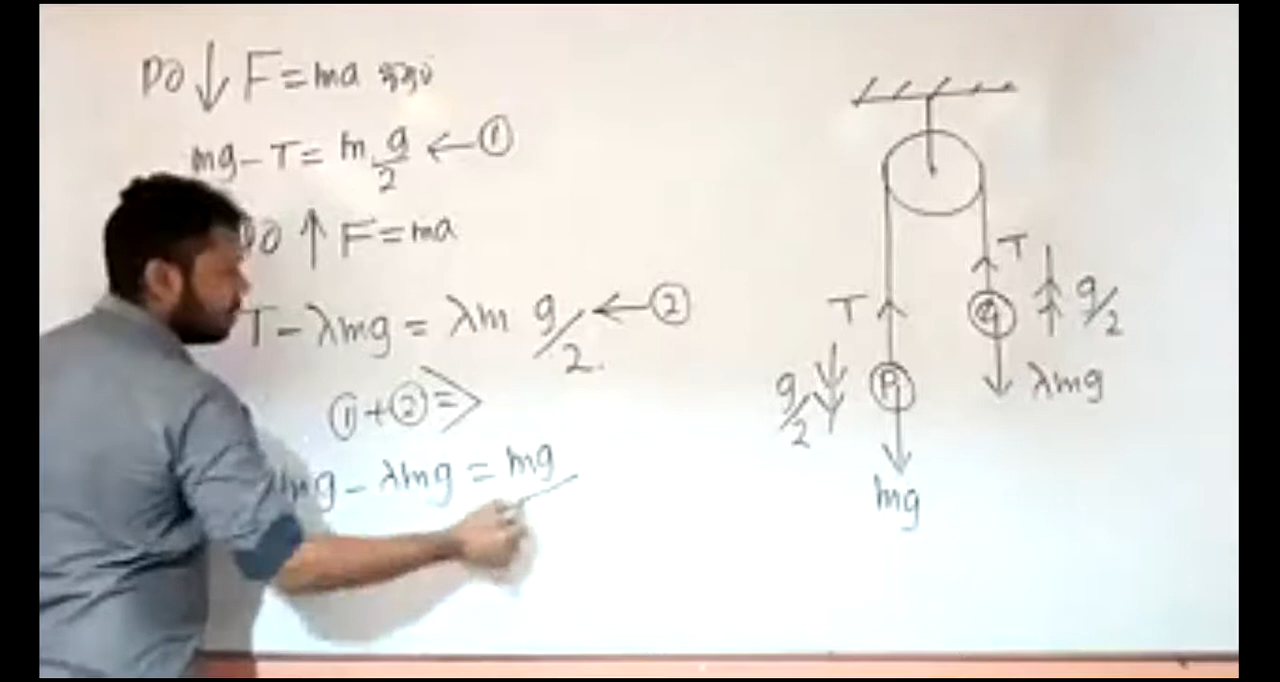 ↓ F = ma
mg - T = m g/2 ← ①
↑ F = ma
T - λmg = λm g/2 ← ②
① + ② ⇒
mg - λmg = mg
T
T
g/2
g/2
P
λmg
mg